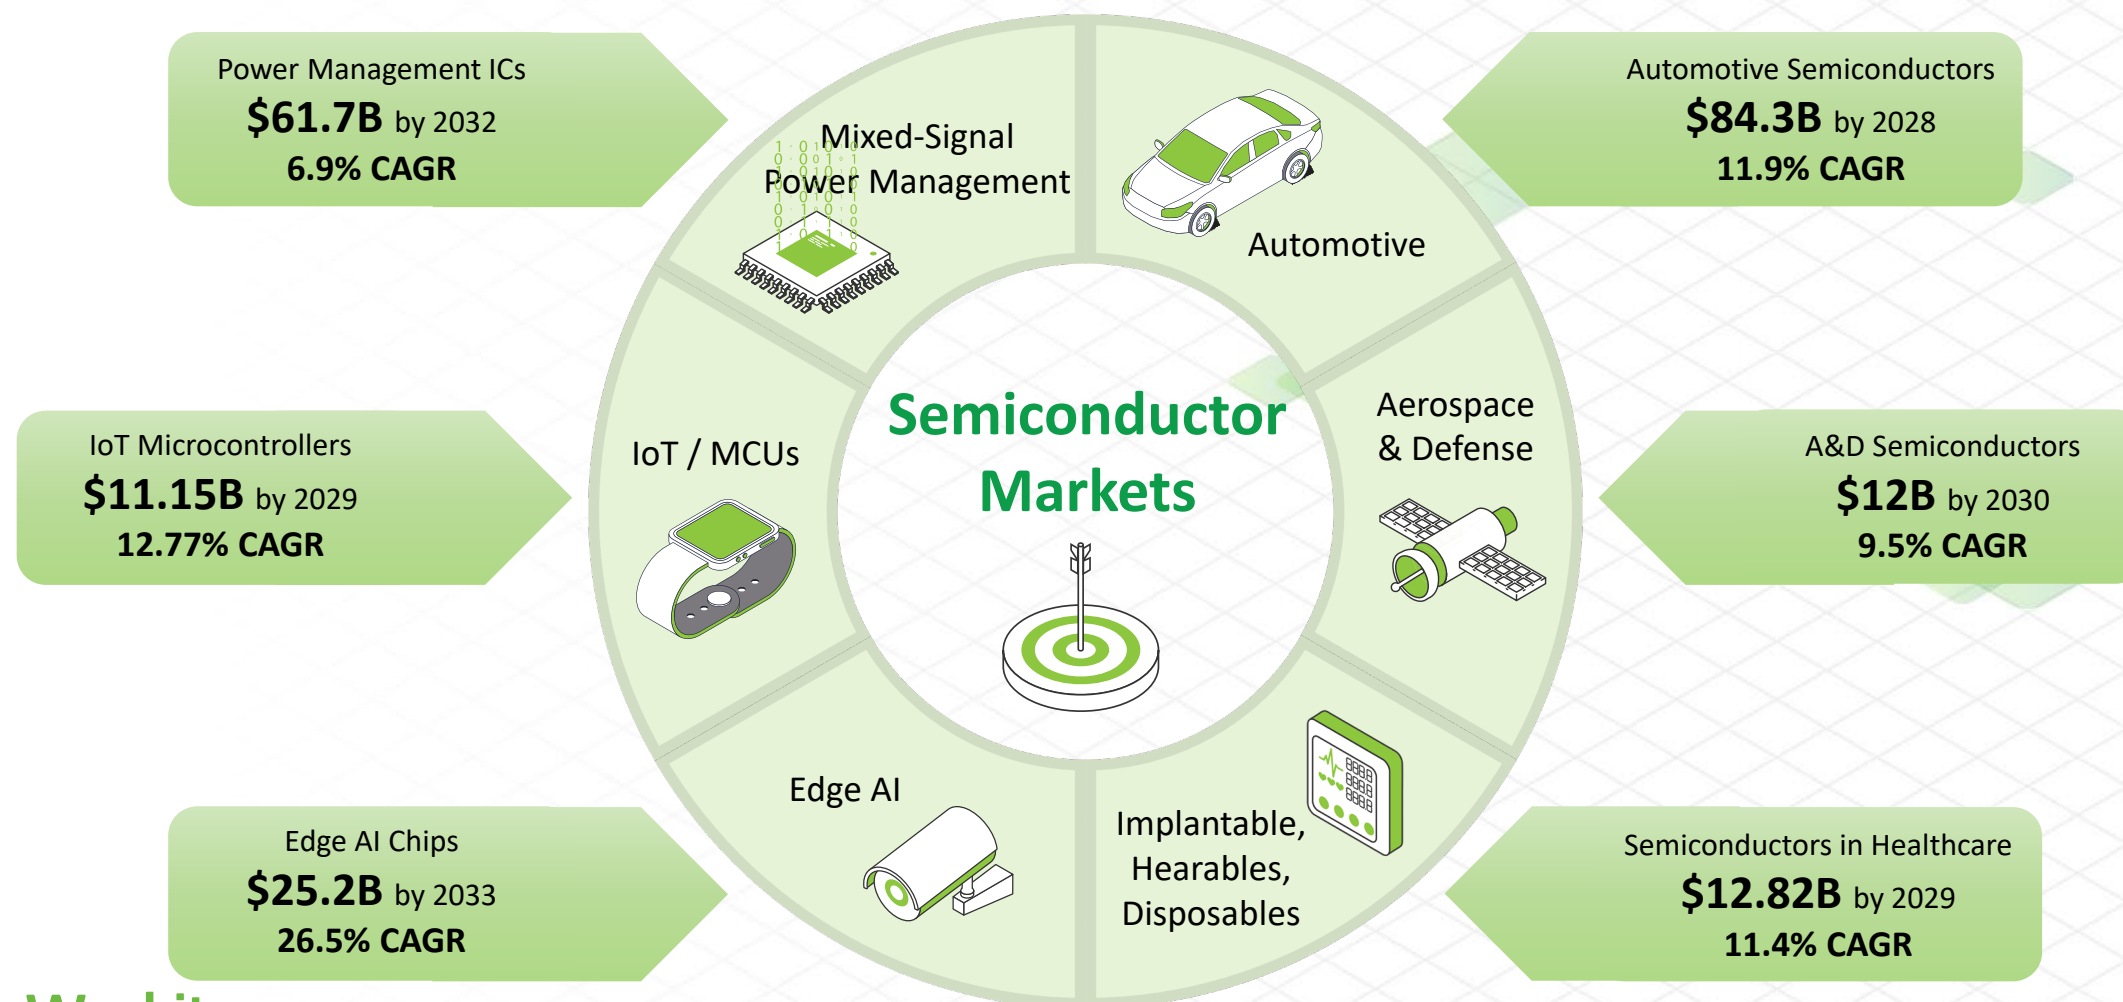 Power Management ICs
$61.7B by 2032
6.9% CAGR
Automotive Semiconductors
$84.3B by 2028
11.9% CAGR
Mixed-Signal
Power Management
Automotive
IoT Microcontrollers
$11.15B by 2029
12.77% CAGR
IoT / MCUs
Semiconductor
Markets
Aerospace
& Defense
A&D Semiconductors
$12B by 2030
9.5% CAGR
Edge AI Chips
$25.2B by 2033
26.5% CAGR
Edge AI
Implantable,
Hearables,
Disposables
Semiconductors in Healthcare
$12.82B by 2029
11.4% CAGR